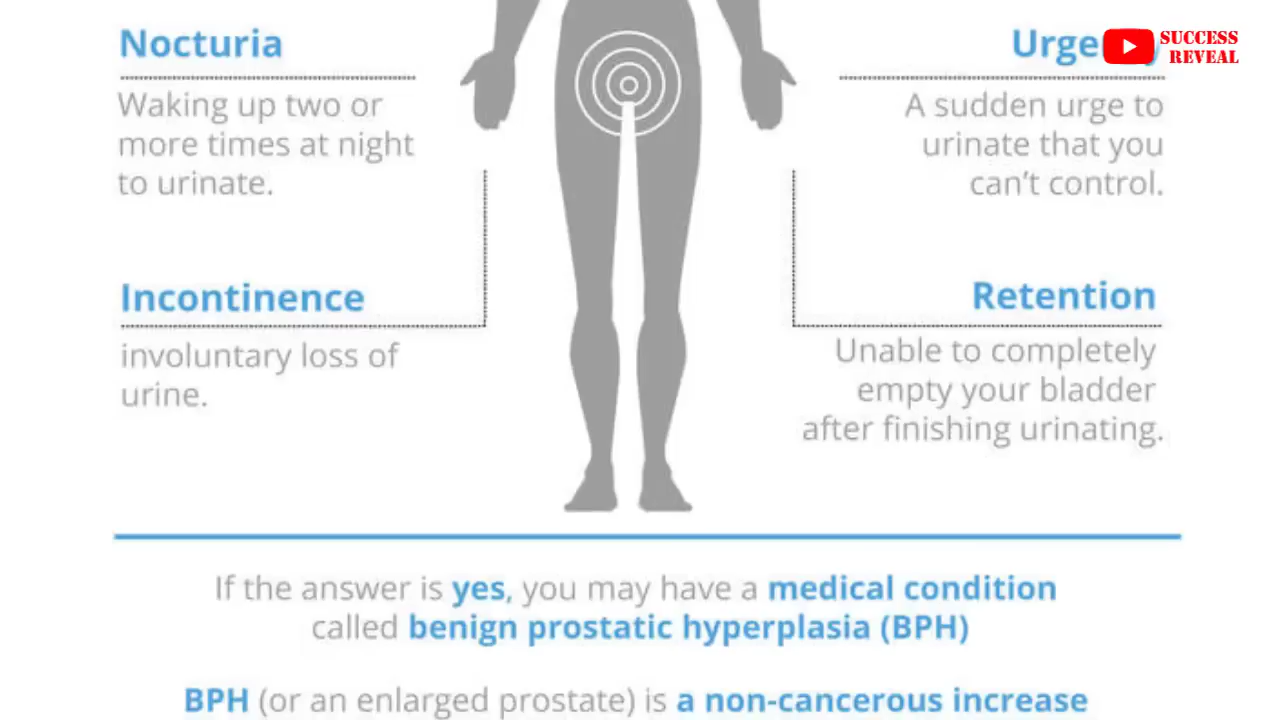 Nocturia
Waking up two or
more times at night
to urinate.
SUCCESS
REVEAL
A sudden urge to
urinate that you
can't control.
Incontinence
involuntary loss of
urine.
Retention
Unable to completely
empty your bladder
after finishing urinating.
If the answer is yes, you may have a medical condition
called benign prostatic hyperplasia (BPH)
BPH (or an enlarged prostate) is a non-cancerous increase